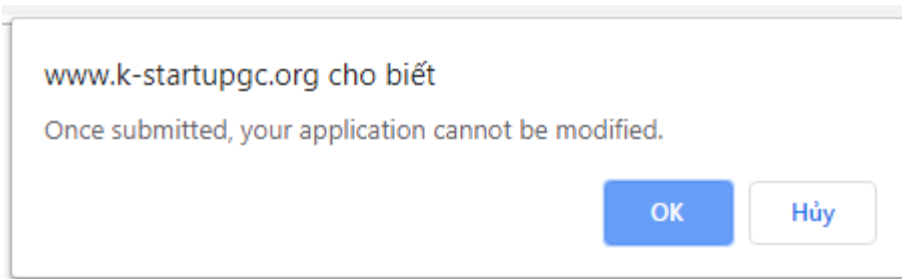 www.k-startupgc.org cho biết
Once submitted, your application cannot be modified.
OK
Hủy